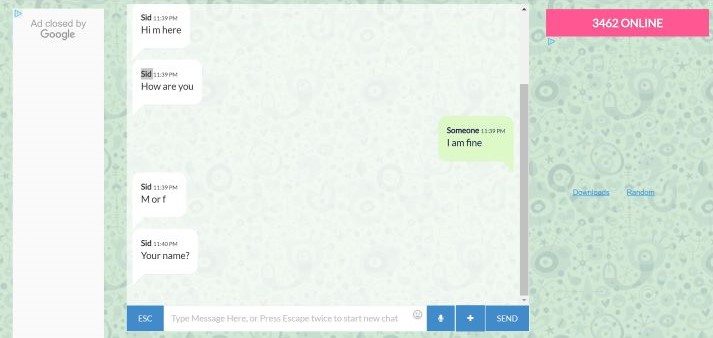 Ad closed by
Google
Sid 11:39 PM
Hi m here
Sid 11:39 PM
How are you
Someone 11:39 PM
I am fine
Sid 11:39 PM
M or f
Sid 11:40 PM
Your name?
ESC
Type Message Here, or Press Escape twice to start new chat
SEND
3462 ONLINE
Downloads
Random